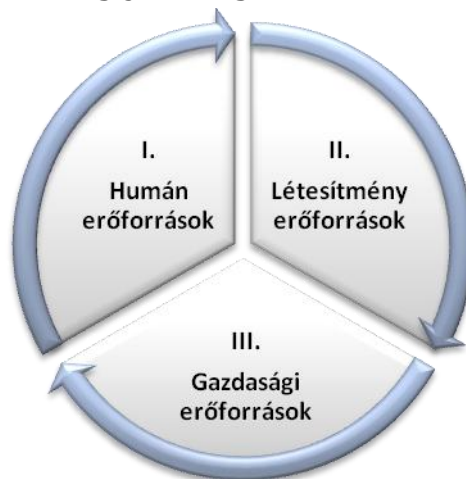 I.
Humán
erőforrások
II.
Létesítmény
erőforrások
III.
Gazdasági
erőforrások